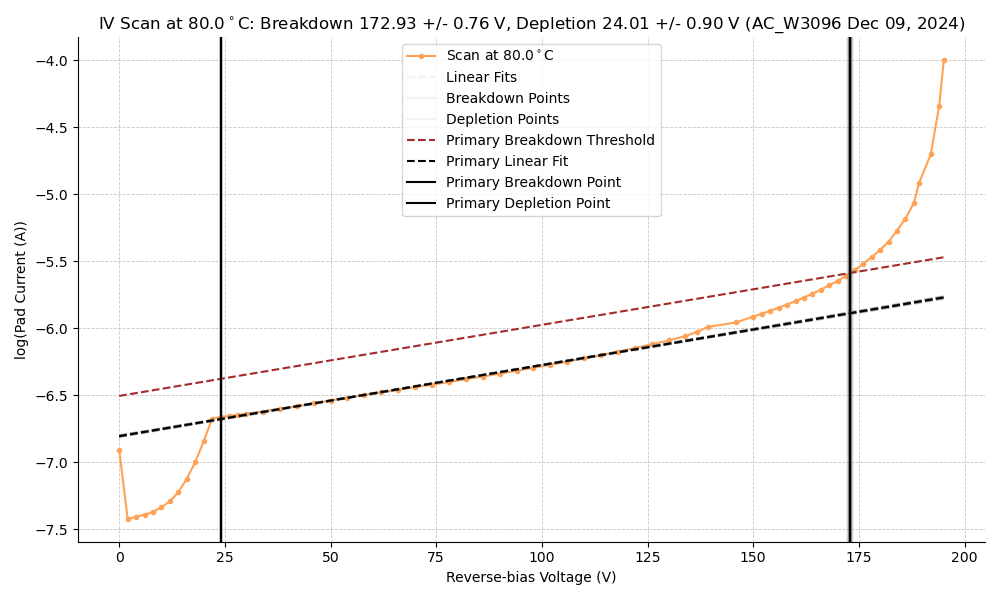 IV Scan at 80.0°C: Breakdown 172.93 +/- 0.76 V, Depletion 24.01 +/- 0.90 V (AC_W3096 Dec 09, 2024)
Scan at 80.0°C
Linear Fits
Breakdown Points
Depletion Points
Primary Breakdown Threshold
Primary Linear Fit
Primary Breakdown Point
Primary Depletion Point
log(Pad Current (A))
−4.0
−4.5
−5.0
−5.5
−6.0
−6.5
−7.0
−7.5
0 25 50 75 100 125 150 175 200
Reverse-bias Voltage (V)